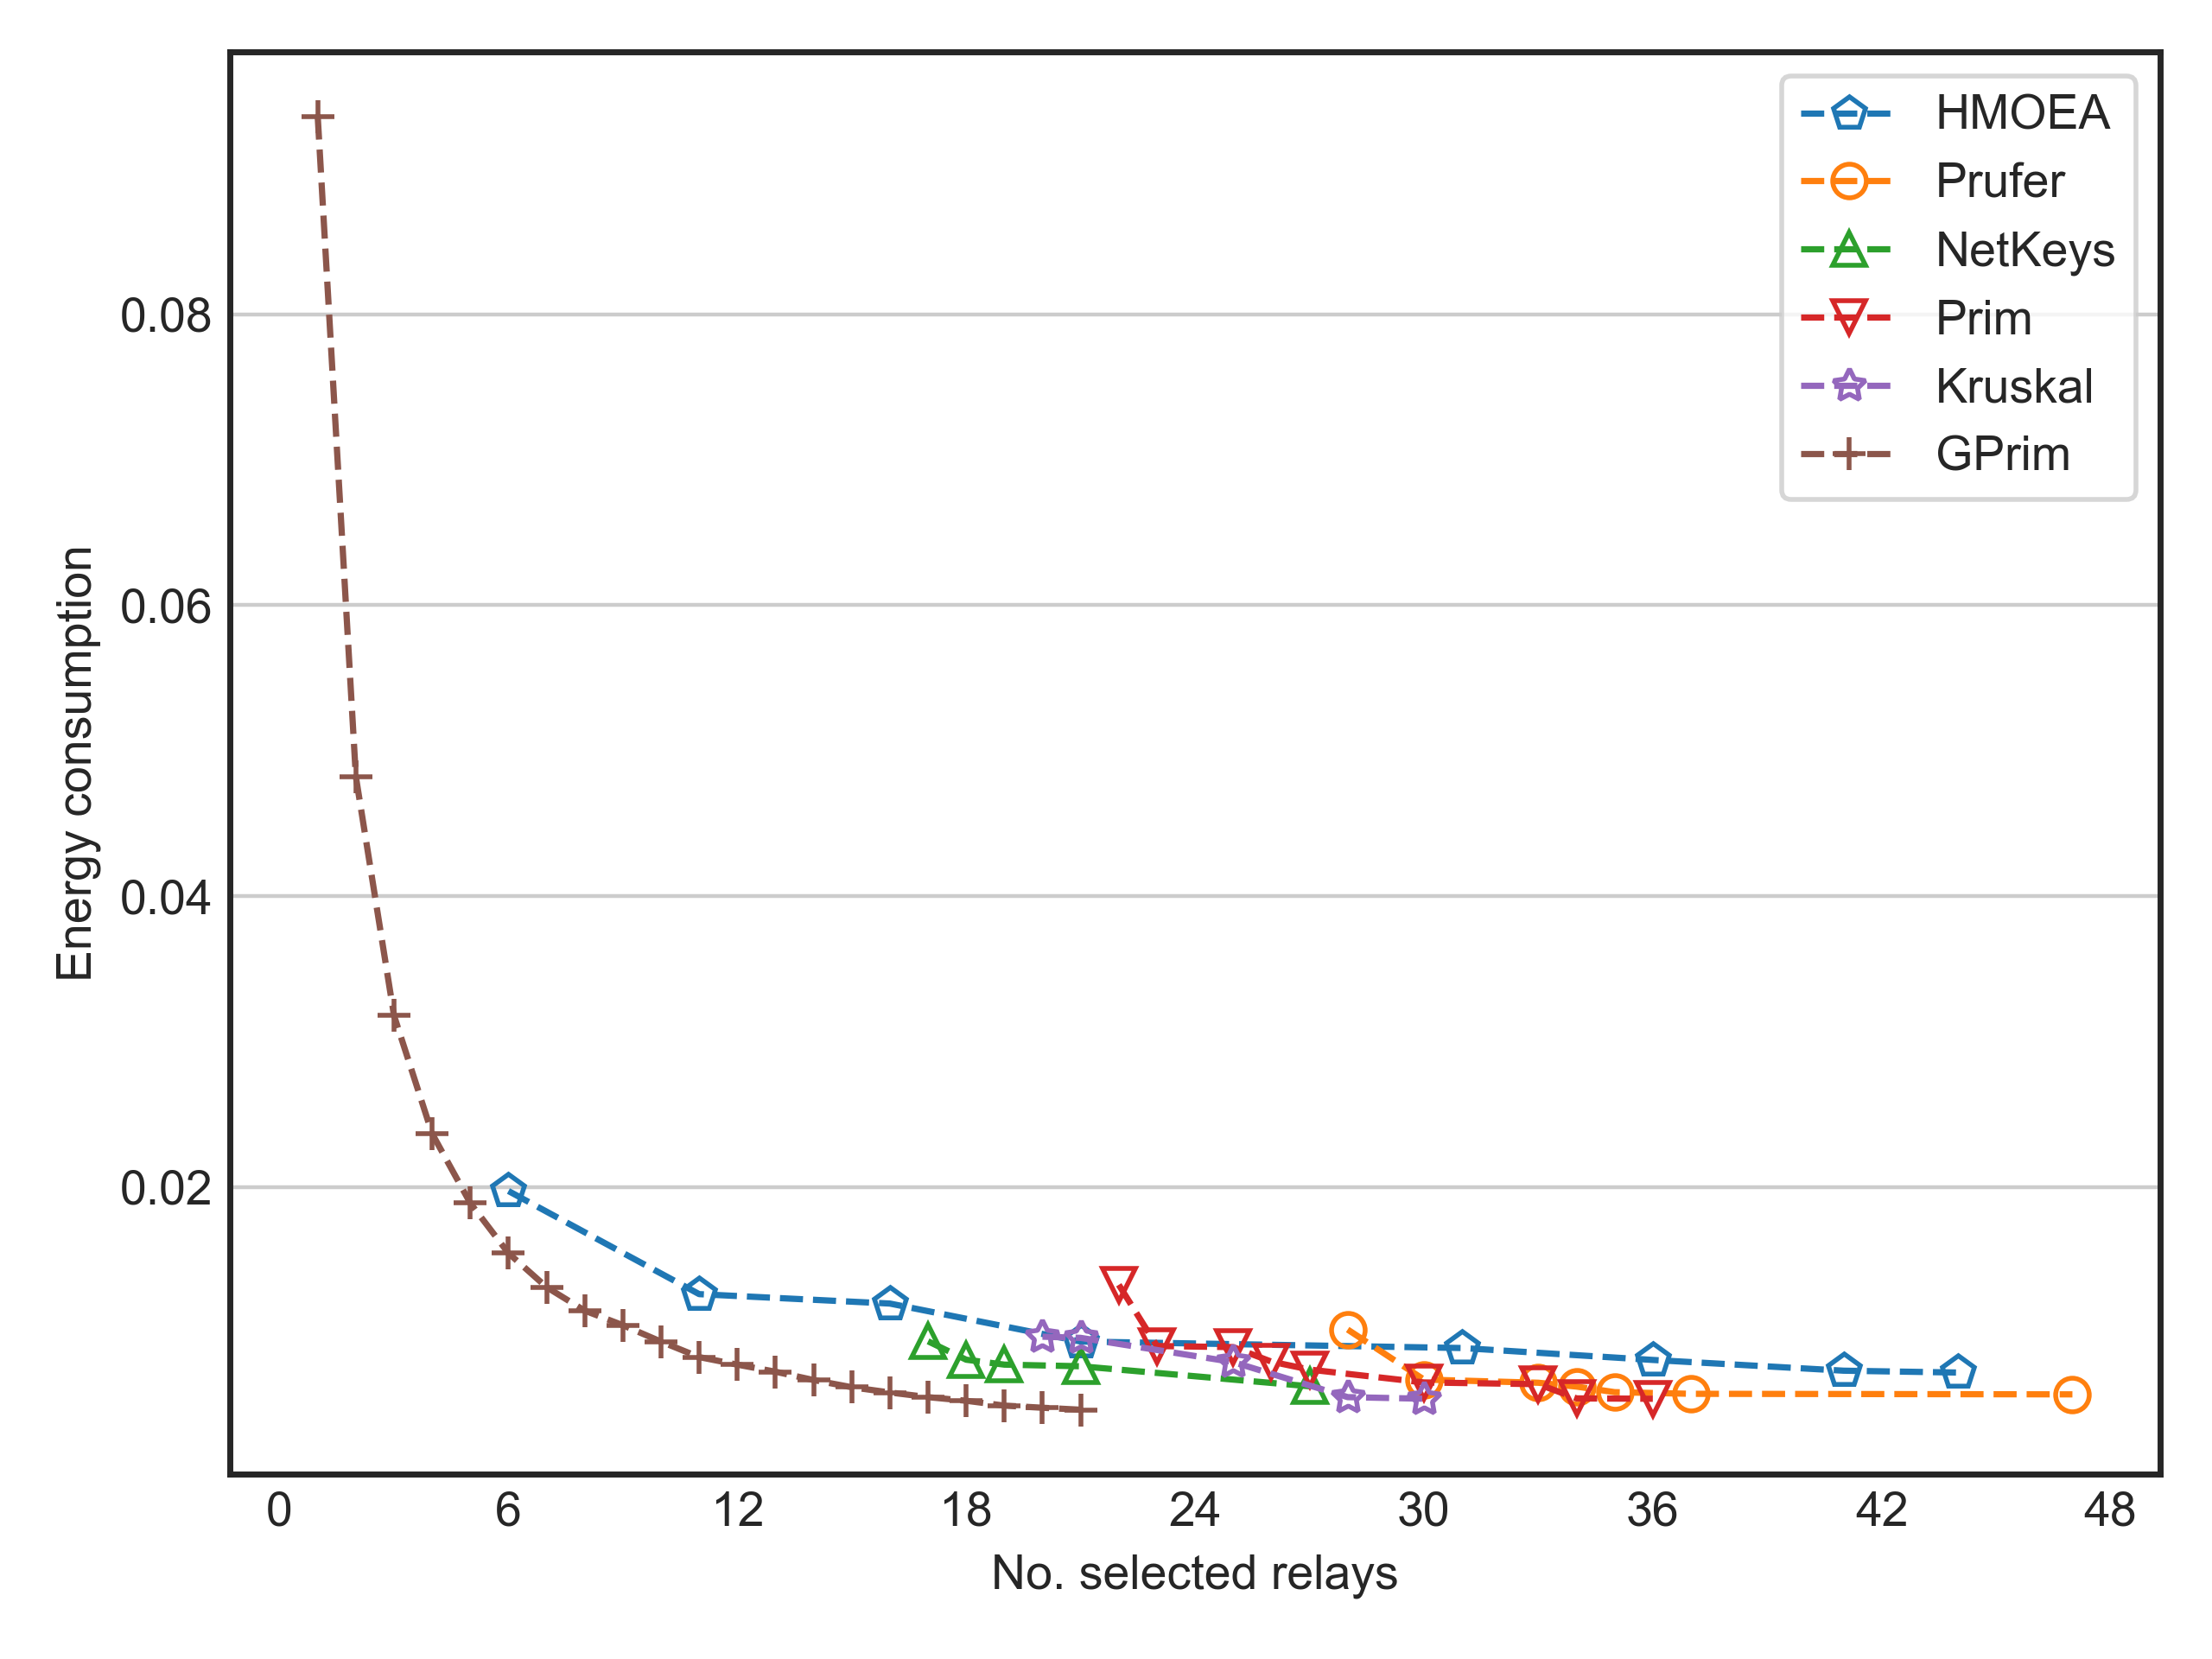 HMOEA
Prufer
NetKeys
Prim
Kruskal
GPrim
Energy consumption
0.08
0.06
0.04
0.02
0 6 12 18 24 30 36 42 48
No. selected relays